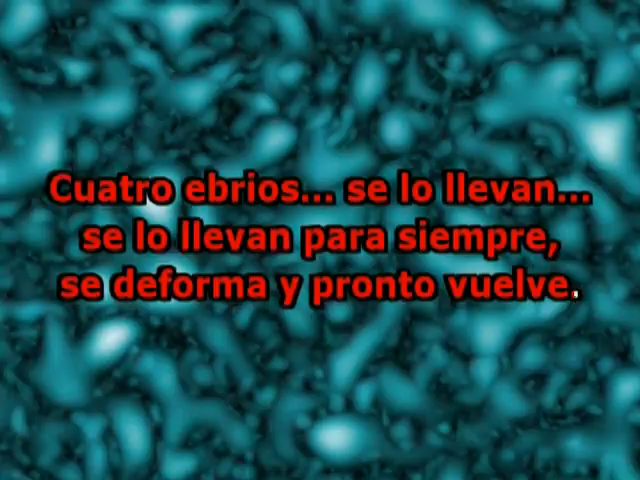 Cuatro ebrios... se lo llevan...
se lo llevan para siempre,
se deforma y pronto vuelve.